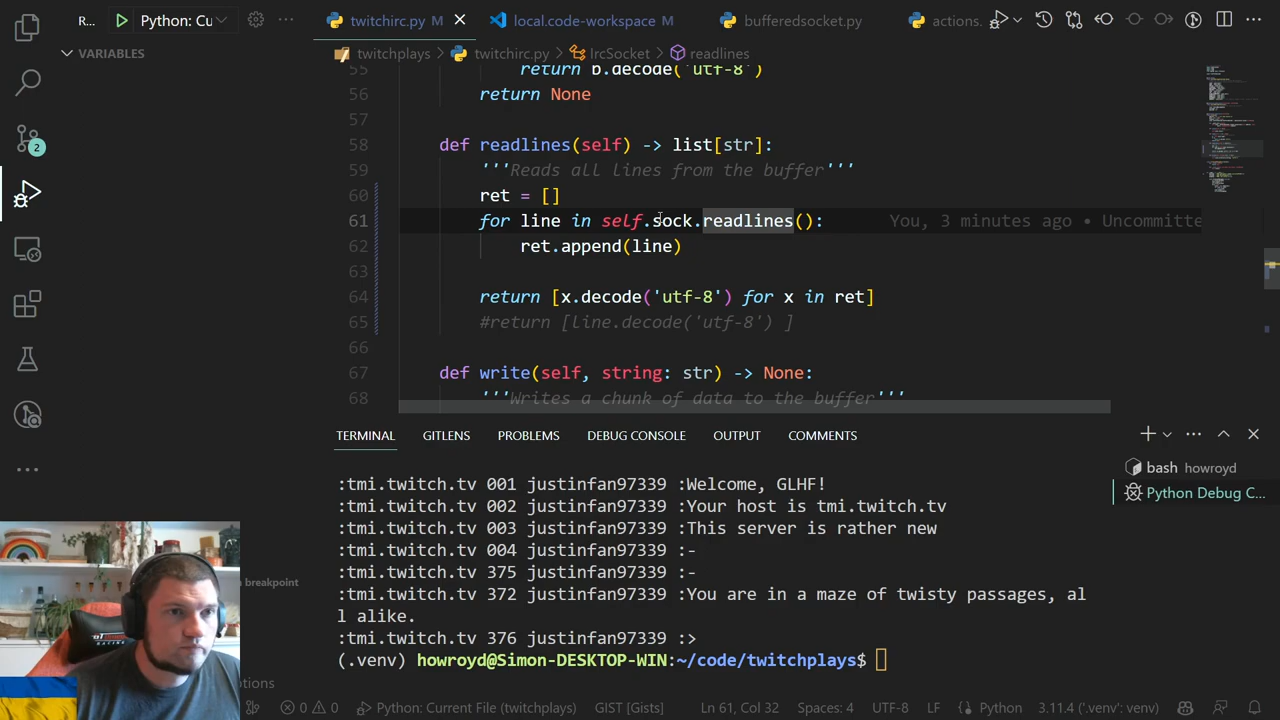 R...
Python: Cu
twitchirc.py M
local.code-workspace M
bufferedsocket.py
actions.
VARIABLES
twitchplays
twitchirc.py
IrcSocket
readlines
55 return b.decode('utf-8')
56 return None
57
58 def readlines(self) -> list[str]:
59 '''Reads all lines from the buffer'''
60 ret = []
61 for line in self.sock.readlines(): You, 3 minutes ago • Uncommitte
62 ret.append(line)
63
64 return [x.decode('utf-8') for x in ret]
65 #return [line.decode('utf-8') ]
66
67 def write(self, string: str) -> None:
68 '''Writes a chunk of data to the buffer'''
2
TERMINAL
GITLENS
PROBLEMS
DEBUG CONSOLE
OUTPUT
COMMENTS
bash howroyd
Python Debug C...
:tmi.twitch.tv 001 justinfan97339 :Welcome, GLHF!
:tmi.twitch.tv 002 justinfan97339 :Your host is tmi.twitch.tv
:tmi.twitch.tv 003 justinfan97339 :This server is rather new
:tmi.twitch.tv 004 justinfan97339 :-
:tmi.twitch.tv 375 justinfan97339 :-
:tmi.twitch.tv 372 justinfan97339 :You are in a maze of twisty passages, al
l alike.
:tmi.twitch.tv 376 justinfan97339 :>
(.venv) howroyd@Simon-DESKTOP-WIN:~/code/twitchplays$
breakpoint
ptions
0
0
Python: Current File (twitchplays)
GIST [Gists]
Ln 61, Col 32
Spaces: 4
UTF-8
LF
Python
3.11.4 ('.venv': venv)